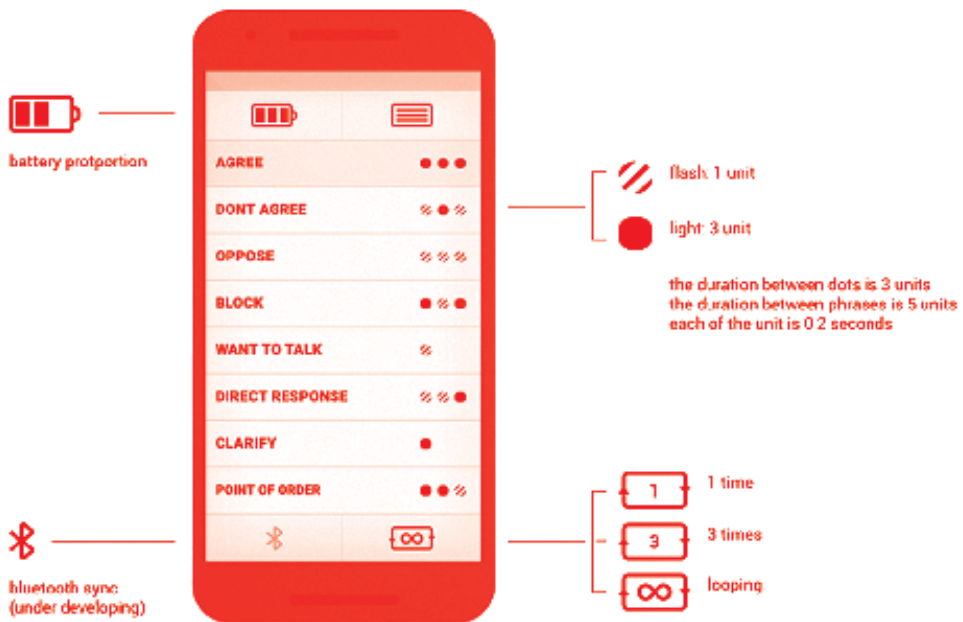 battery protportion
AGREE
DONT AGREE
OPPOSE
BLOCK
WANT TO TALK
DIRECT RESPONSE
CLARIFY
POINT OF ORDER
flash: 1 unit
light: 3 unit
the duration between dots is 3 units
the duration between phrases is 5 units
each of the unit is 0.2 seconds
bluetooth sync
(under developing)
1
1 time
3
3 times
looping